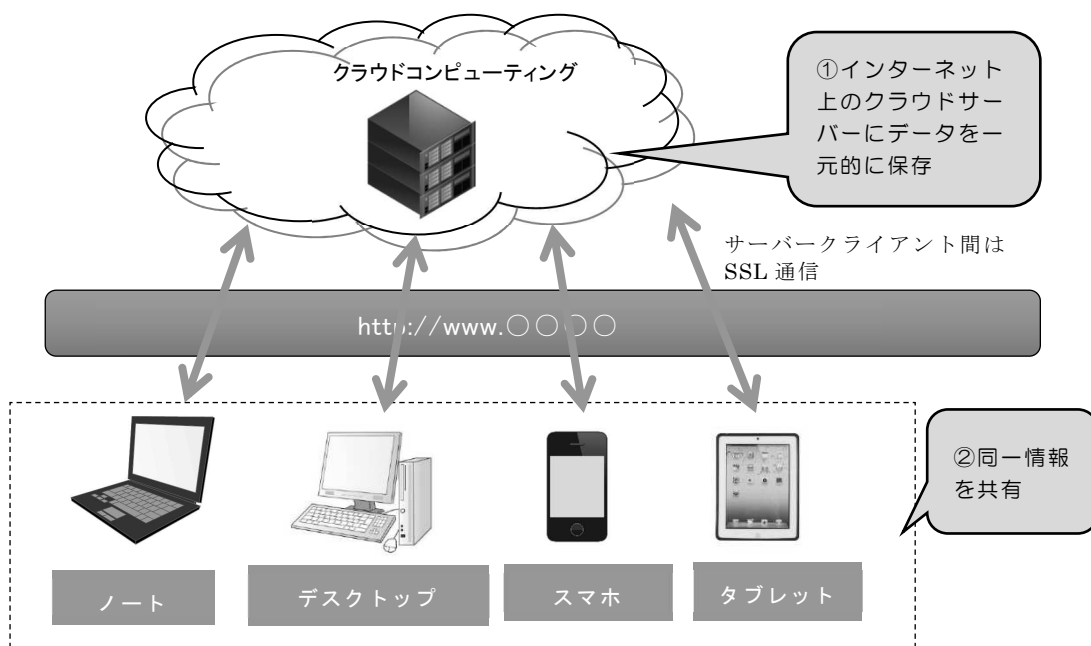 クラウドコンピューティング
①インターネット
上のクラウドサー
バーにデータを一
元的に保存
サーバークライアント間は
SSL 通信
http://www.〇〇〇〇
②同一情報
を共有
ノート
デスクトップ
スマホ
タブレット